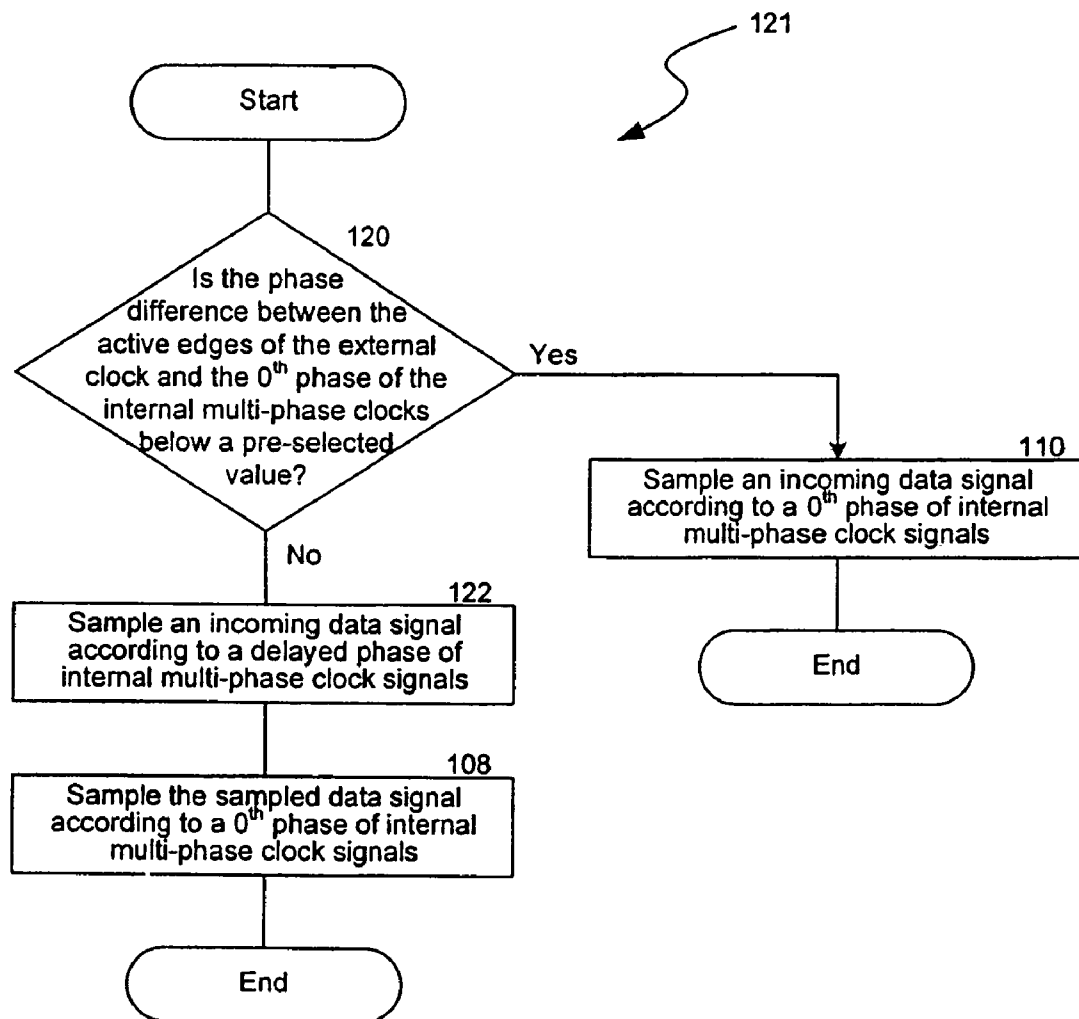 121
Start
120
Is the phase
difference between the
active edges of the external
clock and the 0th phase of the
internal multi-phase clocks
below a pre-selected
value?
Yes
110
Sample an incoming data signal
according to a 0th phase of internal
multi-phase clock signals
End
No
122
Sample an incoming data signal
according to a delayed phase of
internal multi-phase clock signals
108
Sample the sampled data signal
according to a 0th phase of internal
multi-phase clock signals
End